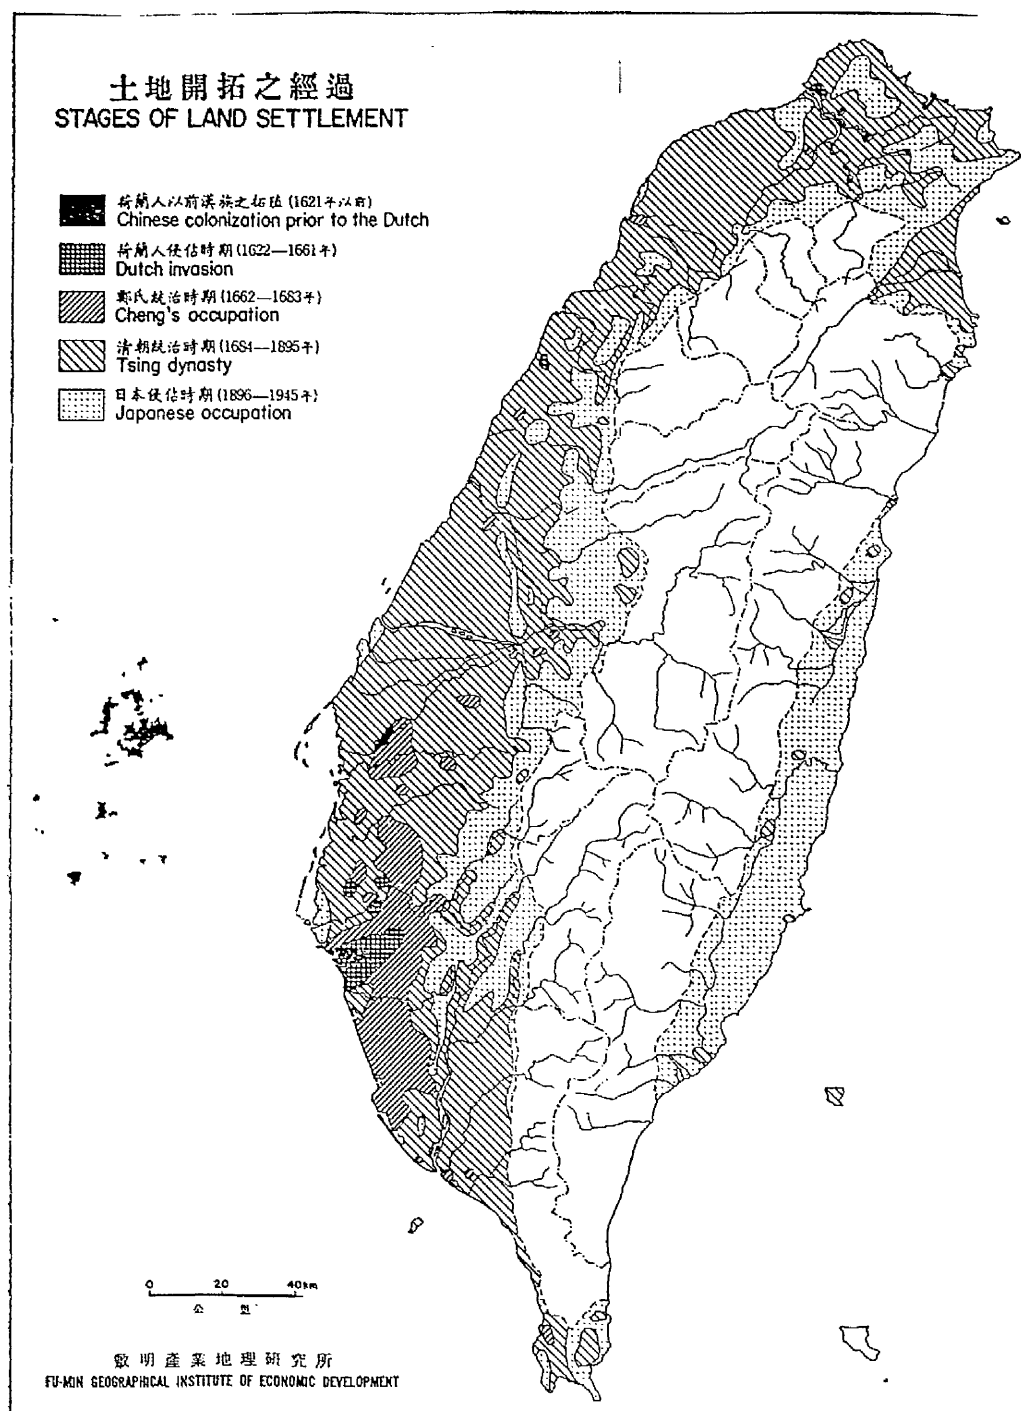 土地開拓之經過
STAGES OF LAND SETTLEMENT
荷蘭人以前漢族之拓植(1621年以前)
Chinese colonization prior to the Dutch
荷蘭人侵佔時期(1622—1661年)
Dutch invasion
鄭氏統治時期(1662—1683年)
Cheng's occupation
清朝統治時期(1684—1895年)
Tsing dynasty
日本侵佔時期(1896—1945年)
Japanese occupation
0 20 40km
公
敷明產業地理研究所
FU-MIN GEOGRAPHICAL INSTITUTE OF ECONOMIC DEVELOPMENT